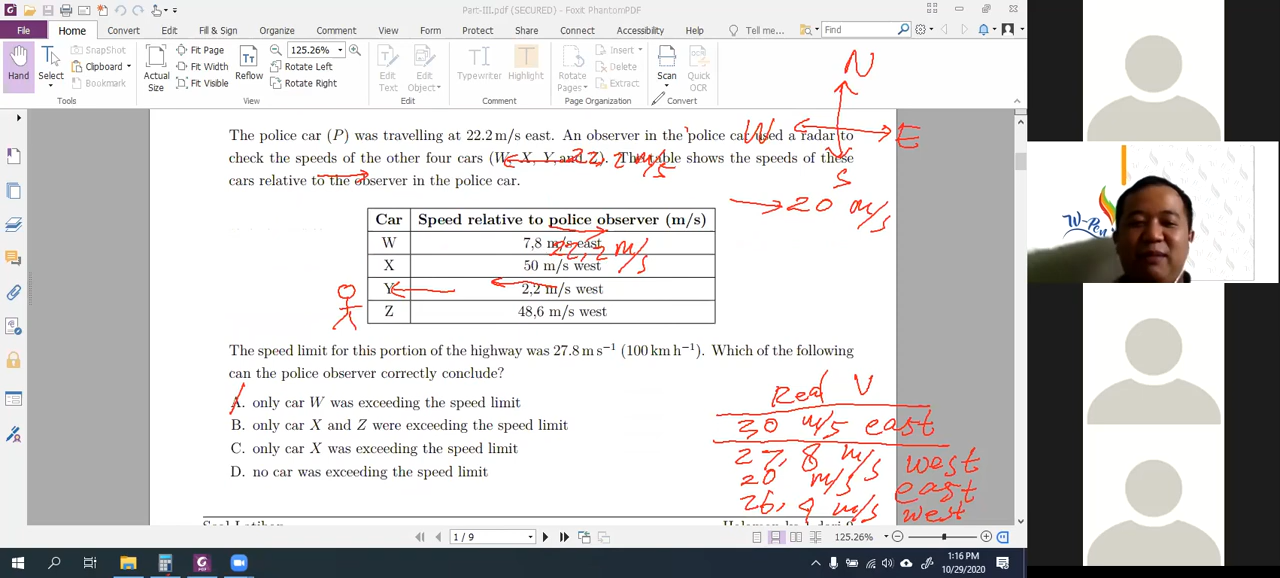 Part-III.pdf (SECURED) - Foxit PhantomPDF
File Home Convert Edit Fill & Sign Organize Comment View Form Protect Share Connect Accessibility Help Tell me... Find
Hand
Select
SnapShot
Clipboard
Bookmark
Actual Size
Fit Page
Fit Width
Fit Visible
Reflow
125.26%
Rotate Left
Rotate Right
Edit Text
Edit Object
Typewriter
Highlight
Rotate Pages
Insert
Delete
Extract
Scan
Quick OCR
Convert
Tools View Edit Comment Page Organization Convert
N
W E
S
The police car (P) was travelling at 22.2 m/s east. An observer in the police car used a radar to
check the speeds of the other four cars (W, X, Y and Z). The table shows the speeds of these
cars relative to the observer in the police car.
22,2 m/s
20 m/s
Car Speed relative to police observer (m/s)
W 7,8 m/s east
X 50 m/s west
Y 2,2 m/s west
Z 48,6 m/s west
22,2 m/s
W-Pen
The speed limit for this portion of the highway was 27.8 m s⁻¹ (100 km h⁻¹). Which of the following
can the police observer correctly conclude?
A. only car W was exceeding the speed limit
B. only car X and Z were exceeding the speed limit
C. only car X was exceeding the speed limit
D. no car was exceeding the speed limit
Real V
30 m/s east
27,8 m/s west
20 m/s east
26,4 m/s west
Soal Latihan Halaman ke 1 dari 9
1 / 9
125.26%
1:16 PM
10/29/2020